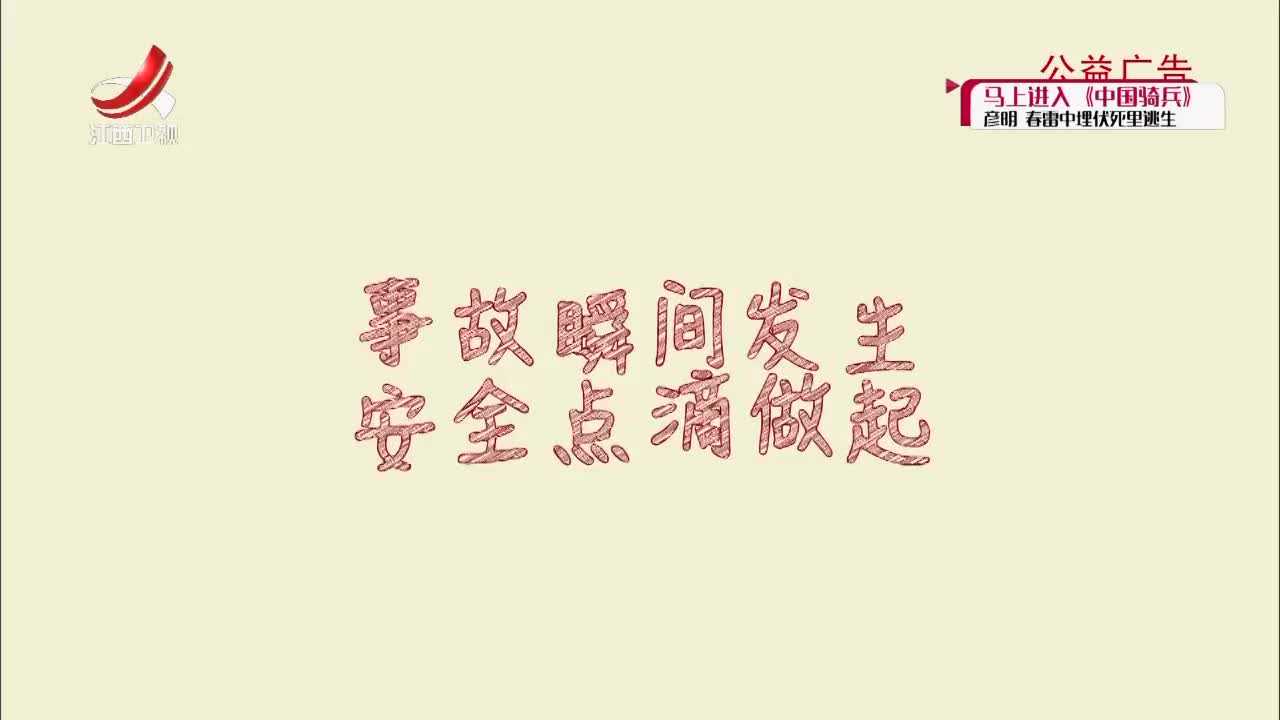 江西卫视
公益广告
马上进入《中国骑兵》
彦明 春雷中埋伏死里逃生
事故瞬间发生
安全点滴做起